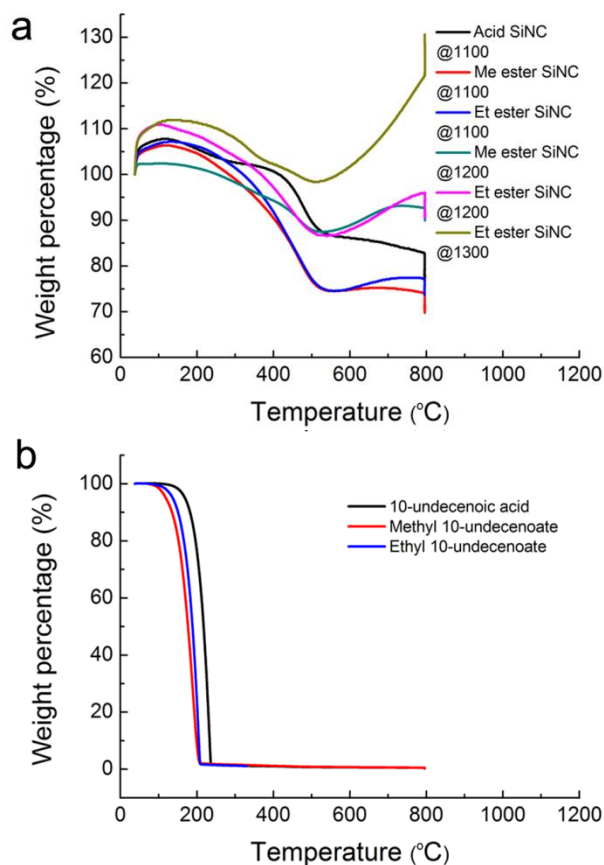 a
Weight percentage (%)
130
120
110
100
90
80
70
60
Acid SiNC
@1100
Me ester SiNC
@1100
Et ester SiNC
@1100
Me ester SiNC
@1200
Et ester SiNC
@1200
Et ester SiNC
@1300
0 200 400 600 800 1000 1200
Temperature (°C)
b
Weight percentage (%)
100
80
60
40
20
0
10-undecenoic acid
Methyl 10-undecenoate
Ethyl 10-undecenoate
0 200 400 600 800 1000 1200
Temperature (°C)